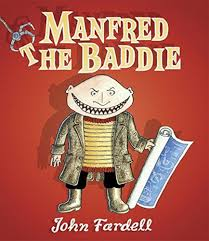 MANFRED
THE BADDIE
John Fardell